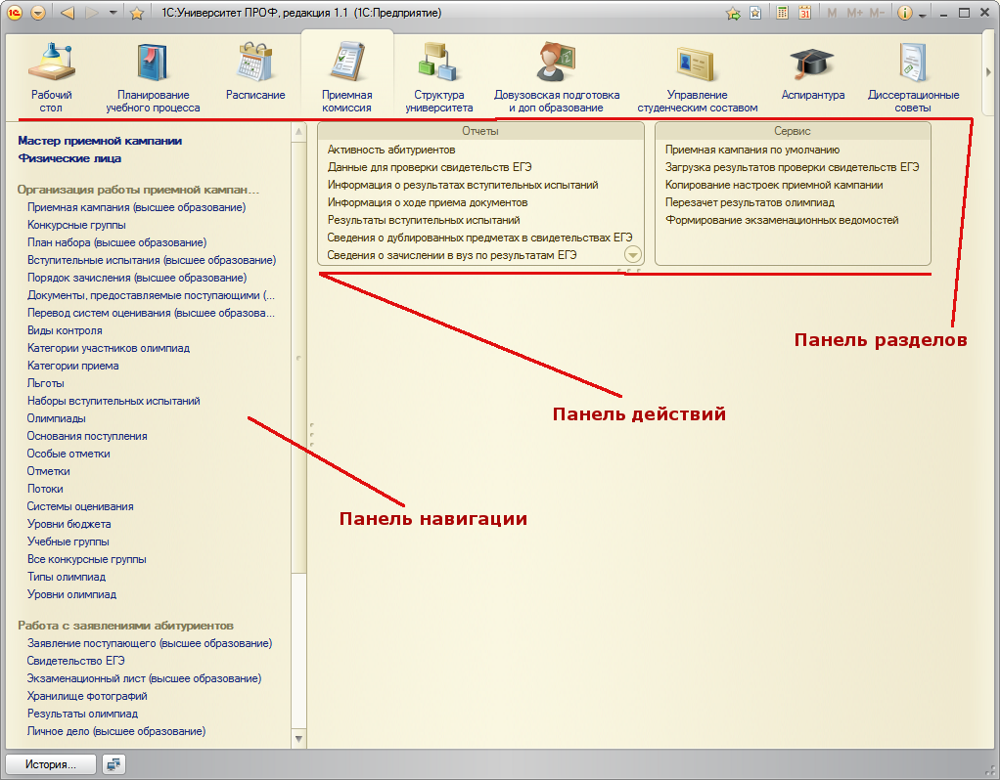 1С:Университет ПРОФ, редакция 1.1 (1С:Предприятие)
31
M M+ M-
Рабочий
стол
Планирование
учебного процесса
Расписание
Приемная
комиссия
Структура
университета
Довузовская подготовка
и доп образование
Управление
студенческим составом
Аспирантура
Диссертационные
советы
Мастер приемной кампании
Физические лица
Организация работы приемной кампан...
Приемная кампания (высшее образование)
Конкурсные группы
План набора (высшее образование)
Вступительные испытания (высшее образование)
Порядок зачисления (высшее образование)
Документы, предоставляемые поступающими (...
Перевод систем оценивания (высшее образова...
Виды контроля
Категории участников олимпиад
Категории приема
Льготы
Наборы вступительных испытаний
Олимпиады
Основания поступления
Особые отметки
Отметки
Потоки
Системы оценивания
Уровни бюджета
Учебные группы
Все конкурсные группы
Типы олимпиад
Уровни олимпиад
Работа с заявлениями абитуриентов
Заявление поступающего (высшее образование)
Свидетельство ЕГЭ
Экзаменационный лист (высшее образование)
Хранилище фотографий
Результаты олимпиад
Личное дело (высшее образование)
Отчеты
Активность абитуриентов
Данные для проверки свидетельств ЕГЭ
Информация о результатах вступительных испытаний
Информация о ходе приема документов
Результаты вступительных испытаний
Сведения о дублированных предметах в свидетельствах ЕГЭ
Сведения о зачислении в вуз по результатам ЕГЭ
Сервис
Приемная кампания по умолчанию
Загрузка результатов проверки свидетельств ЕГЭ
Копирование настроек приемной кампании
Перезачет результатов олимпиад
Формирование экзаменационных ведомостей
Панель разделов
Панель действий
Панель навигации
История...